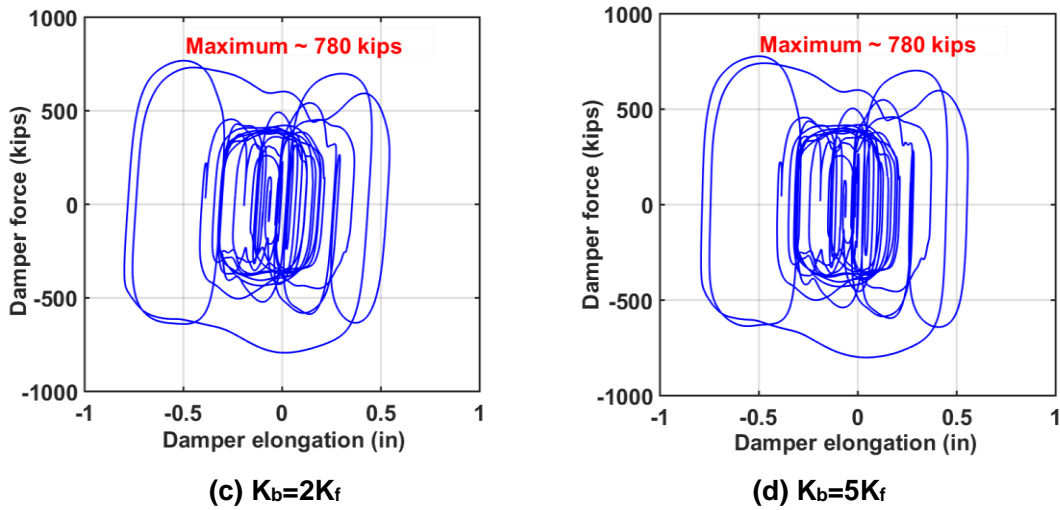 1000
Maximum ~ 780 kips
500
0
-500
-1000
Damper force (kips)
-1 -0.5 0 0.5 1
Damper elongation (in)
(c) Kb=2Kf
1000
Maximum ~ 780 kips
500
0
-500
-1000
Damper force (kips)
-1 -0.5 0 0.5 1
Damper elongation (in)
(d) Kb=5Kf